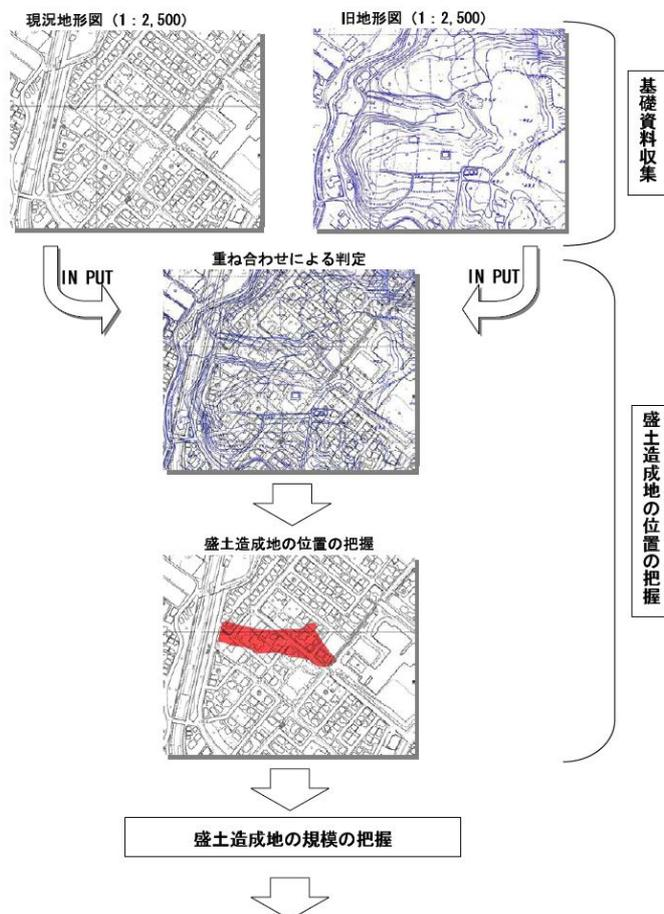 現況地形図（1：2,500）
旧地形図（1：2,500）
基礎資料収集
IN PUT
重ね合わせによる判定
IN PUT
盛土造成地の位置の把握
盛土造成地の位置の把握
盛土造成地の規模の把握